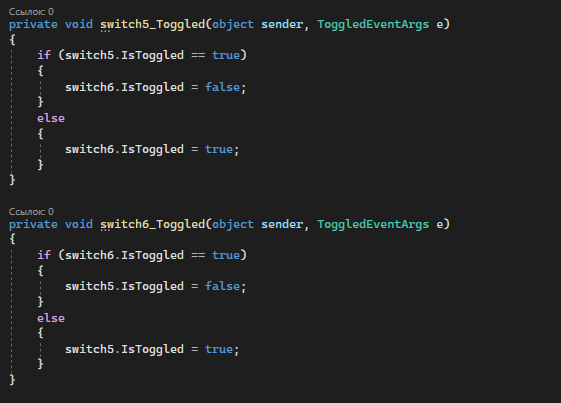 Ссылок: 0
private void switch5_Toggled(object sender, ToggledEventArgs e)
{
    if (switch5.IsToggled == true)
    {
        switch6.IsToggled = false;
    }
    else
    {
        switch6.IsToggled = true;
    }
}
Ссылок: 0
private void switch6_Toggled(object sender, ToggledEventArgs e)
{
    if (switch6.IsToggled == true)
    {
        switch5.IsToggled = false;
    }
    else
    {
        switch5.IsToggled = true;
    }
}